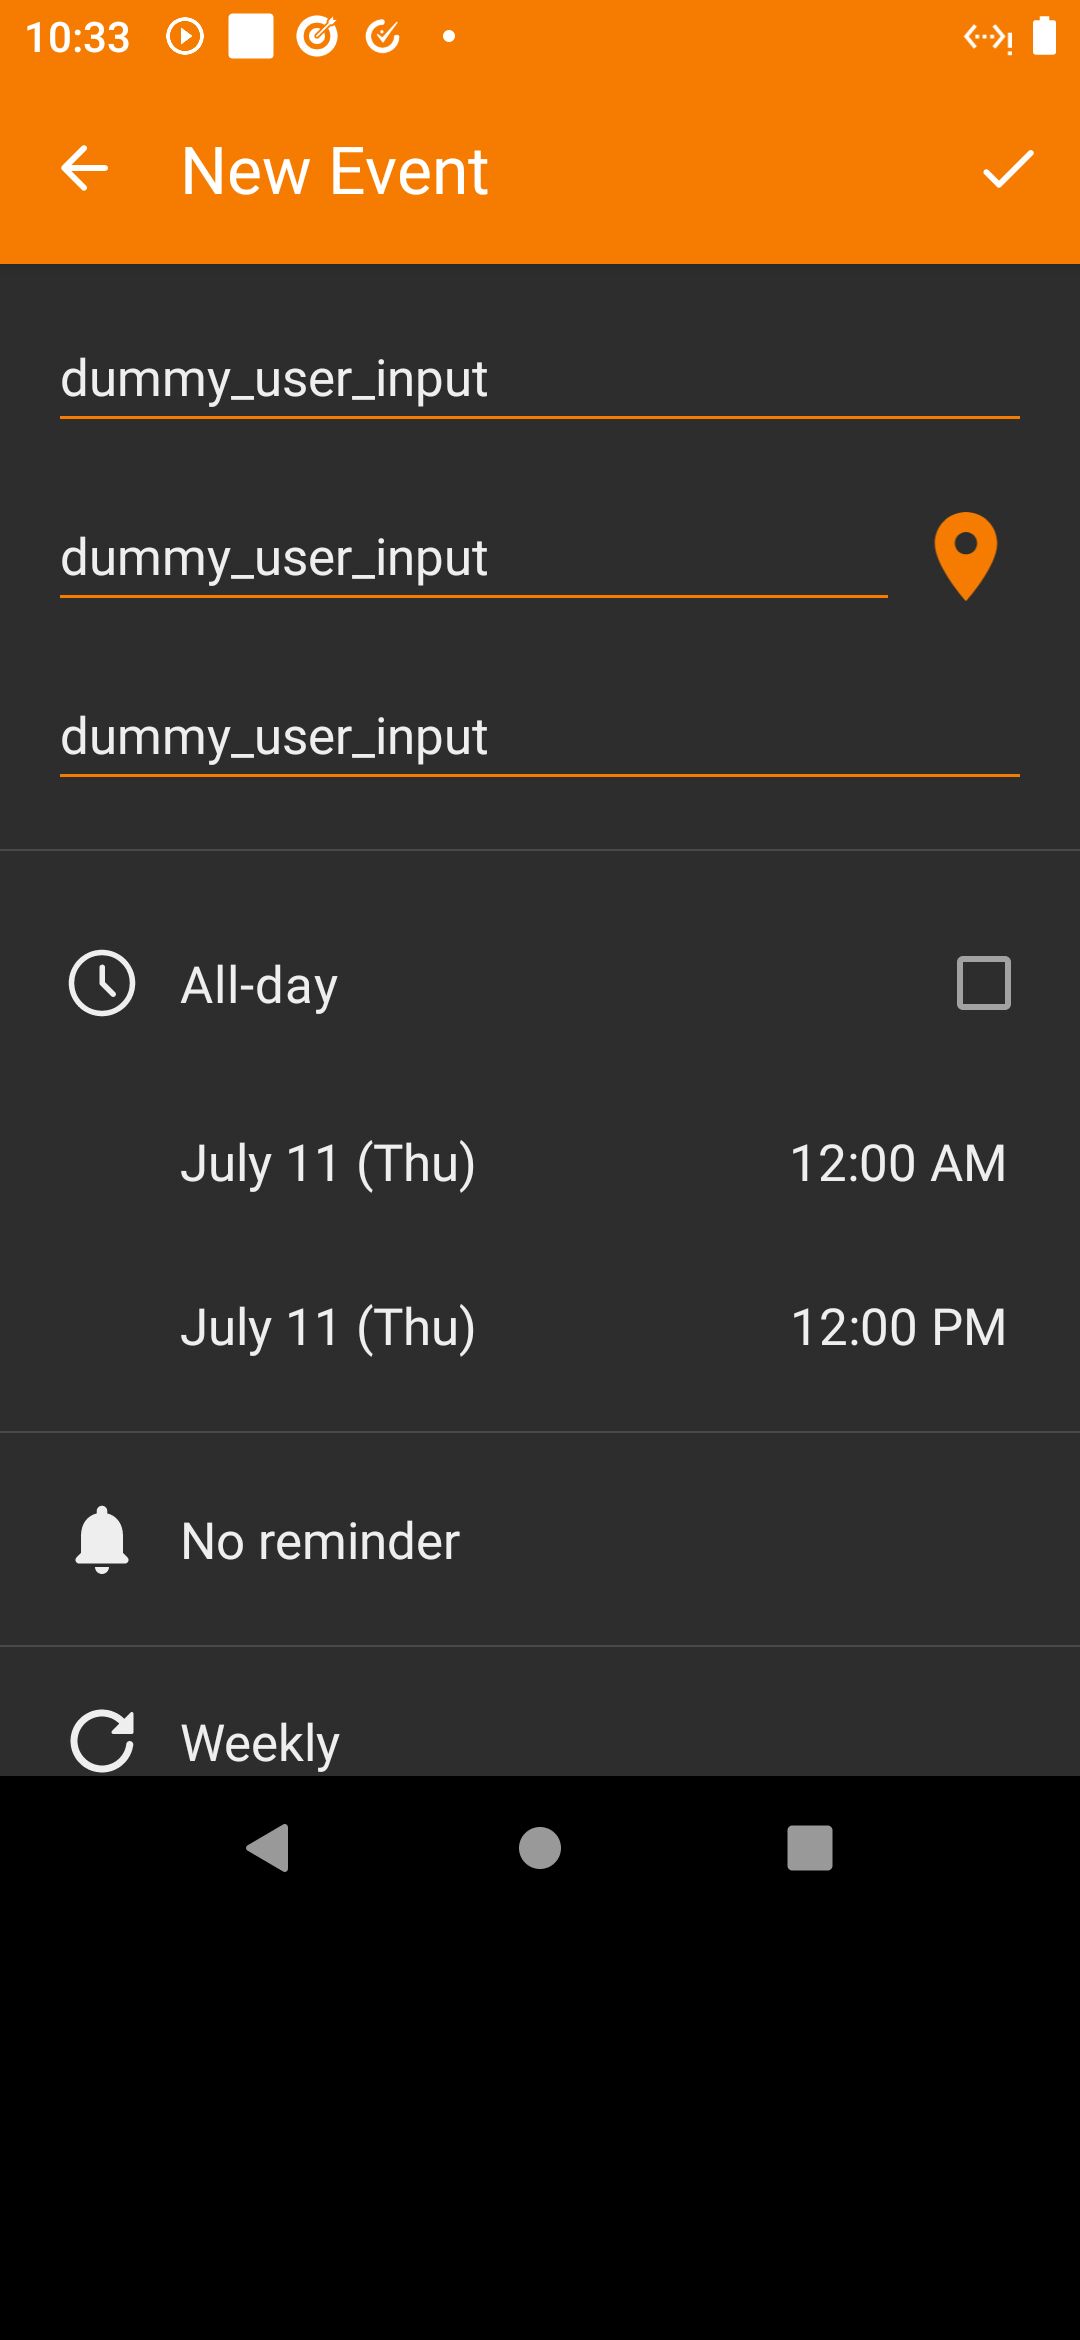 10:33
New Event
dummy_user_input
dummy_user_input
dummy_user_input
All-day
July 11 (Thu) 12:00 AM
July 11 (Thu) 12:00 PM
No reminder
Weekly